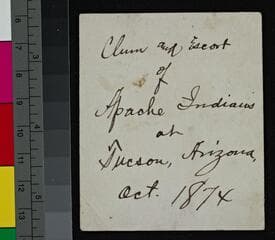 Clum and Escort
of
Apache Indians
at
Tucson, Arizona,
Oct. 1874